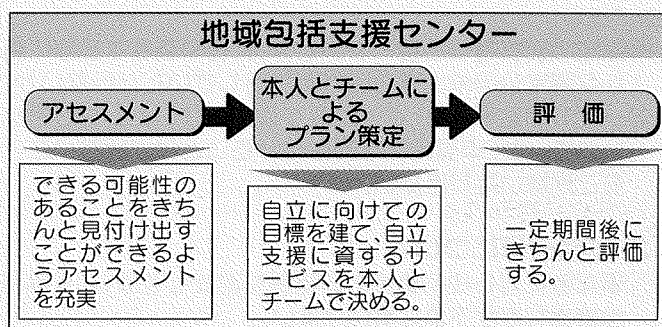 地域包括支援センター
アセスメント
本人とチームに
よる
プラン策定
評　価
できる可能性の
あることをきち
んと見付け出す
ことができるよ
うアセスメント
を充実
自立に向けての
目標を建て、自立
支援に資するサ
ービスを本人と
チームで決める。
一定期間後に
きちんと評価
する。